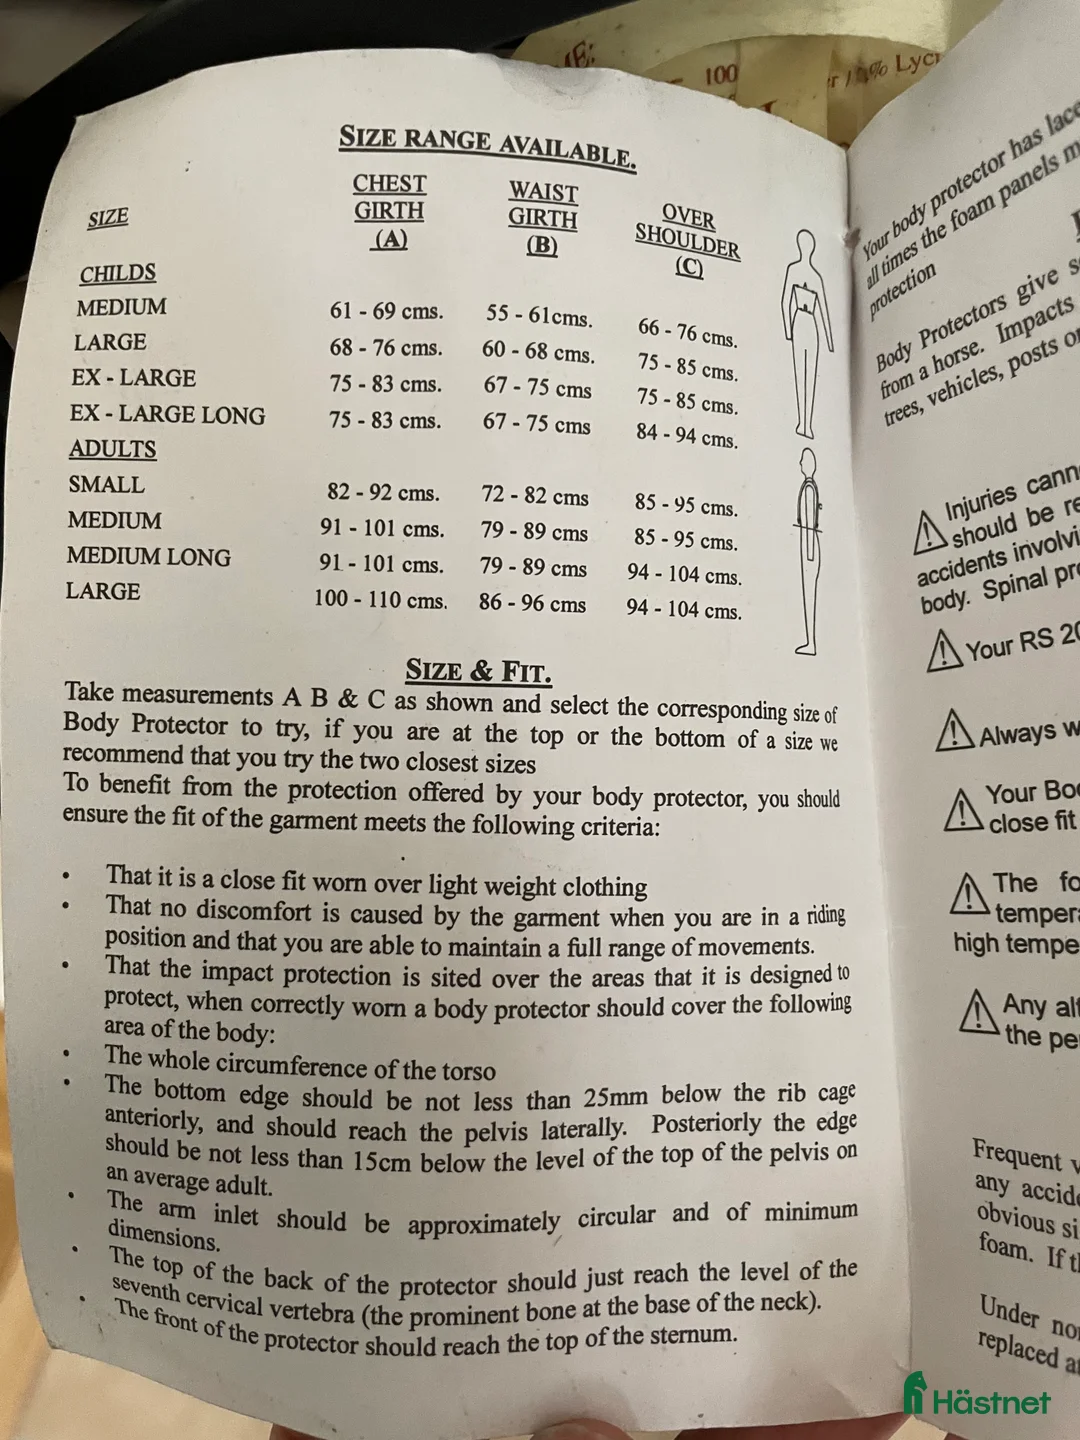 E:
100
% Lycr
SIZE RANGE AVAILABLE.
SIZE CHEST GIRTH (A) WAIST GIRTH (B) OVER SHOULDER (C)
CHILDS
MEDIUM 61 - 69 cms. 55 - 61cms. 66 - 76 cms.
LARGE 68 - 76 cms. 60 - 68 cms. 75 - 85 cms.
EX - LARGE 75 - 83 cms. 67 - 75 cms 75 - 85 cms.
EX - LARGE LONG 75 - 83 cms. 67 - 75 cms 84 - 94 cms.
ADULTS
SMALL 82 - 92 cms. 72 - 82 cms 85 - 95 cms.
MEDIUM 91 - 101 cms. 79 - 89 cms 85 - 95 cms.
MEDIUM LONG 91 - 101 cms. 79 - 89 cms 94 - 104 cms.
LARGE 100 - 110 cms. 86 - 96 cms 94 - 104 cms.
SIZE & FIT.
Take measurements A B & C as shown and select the corresponding size of
Body Protector to try, if you are at the top or the bottom of a size we
recommend that you try the two closest sizes
To benefit from the protection offered by your body protector, you should
ensure the fit of the garment meets the following criteria:
• That it is a close fit worn over light weight clothing
• That no discomfort is caused by the garment when you are in a riding
position and that you are able to maintain a full range of movements.
• That the impact protection is sited over the areas that it is designed to
protect, when correctly worn a body protector should cover the following
area of the body:
• The whole circumference of the torso
• The bottom edge should be not less than 25mm below the rib cage
anteriorly, and should reach the pelvis laterally. Posteriorly the edge
should be not less than 15cm below the level of the top of the pelvis on
an average adult.
• The arm inlet should be approximately circular and of minimum
dimensions.
• The top of the back of the protector should just reach the level of the
seventh cervical vertebra (the prominent bone at the base of the neck).
• The front of the protector should reach the top of the sternum.
Your body protector has lace
all times the foam panels m
protection
Body Protectors give s
from a horse. Impacts
trees, vehicles, posts or
Injuries cann
should be re
accidents involvi
body. Spinal pro
Your RS 20
Always w
Your Bod
close fit
The fo
tempera
high tempe
Any alt
the pe
Frequent v
any accide
obvious si
foam. If th
Under nor
replaced a
Hästnet